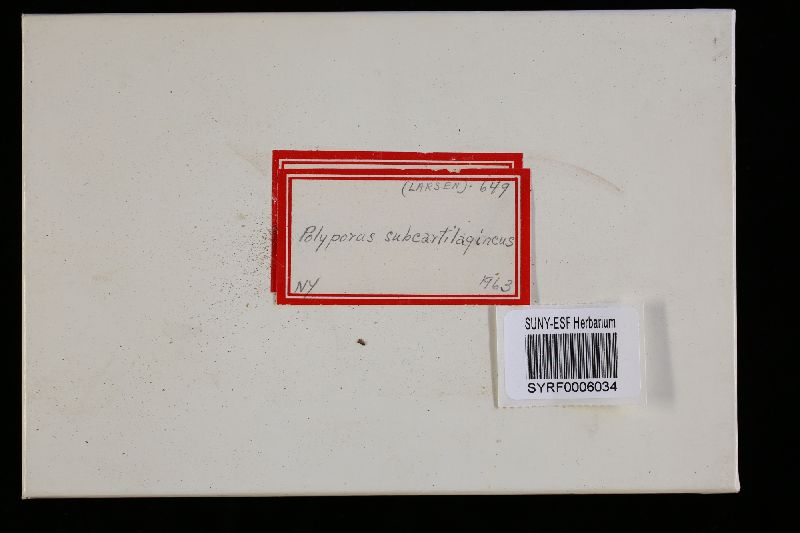 (LARSEN). 649
Polyporus subcartilagineus
NY 1963
SUNY-ESF Herbarium
SYRF0006034